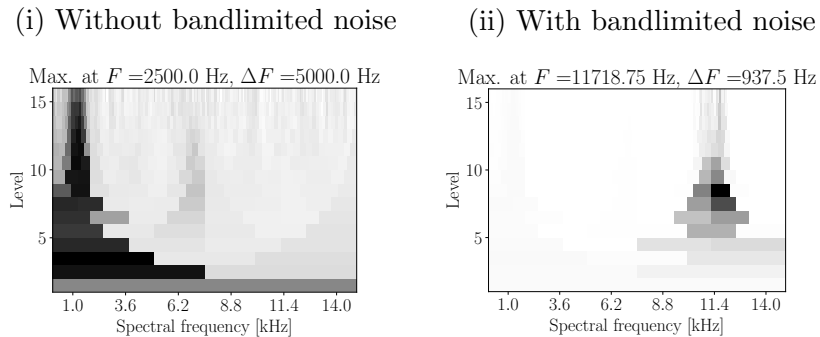 (i) Without bandlimited noise
(ii) With bandlimited noise
Max. at F =2500.0 Hz, ΔF =5000.0 Hz
15
10
5
Level
1.0 3.6 6.2 8.8 11.4 14.0
Spectral frequency [kHz]
Max. at F =11718.75 Hz, ΔF =937.5 Hz
15
10
5
Level
1.0 3.6 6.2 8.8 11.4 14.0
Spectral frequency [kHz]